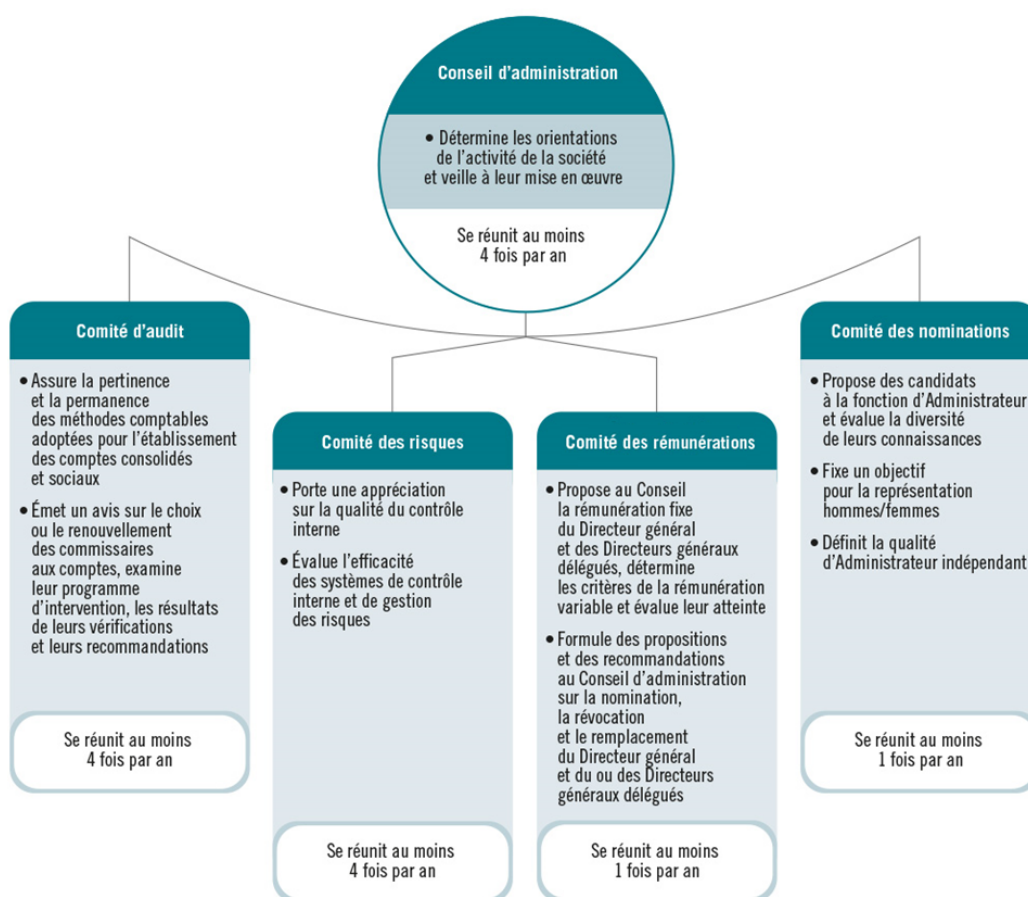 Conseil d'administration
• Détermine les orientations
de l'activité de la société
et veille à leur mise en œuvre
Se réunit au moins
4 fois par an
Comité d'audit
• Assure la pertinence
et la permanence
des méthodes comptables
adoptées pour l'établissement
des comptes consolidés
et sociaux
• Émet un avis sur le choix
ou le renouvellement
des commissaires
aux comptes, examine
leur programme
d'intervention, les résultats
de leurs vérifications
et leurs recommandations
Se réunit au moins
4 fois par an
Comité des risques
• Porte une appréciation
sur la qualité du contrôle
interne
• Évalue l'efficacité
des systèmes de contrôle
interne et de gestion
des risques
Se réunit au moins
4 fois par an
Comité des rémunérations
• Propose au Conseil
la rémunération fixe
du Directeur général
et des Directeurs généraux
délégués, détermine
les critères de la rémunération
variable et évalue leur atteinte
• Formule des propositions
et des recommandations
au Conseil d'administration
sur la nomination,
la révocation
et le remplacement
du Directeur général
et du ou des Directeurs
généraux délégués
Se réunit au moins
1 fois par an
Comité des nominations
• Propose des candidats
à la fonction d'Administrateur
et évalue la diversité
de leurs connaissances
• Fixe un objectif
pour la représentation
hommes/femmes
• Définit la qualité
d'Administrateur indépendant
Se réunit au moins
1 fois par an